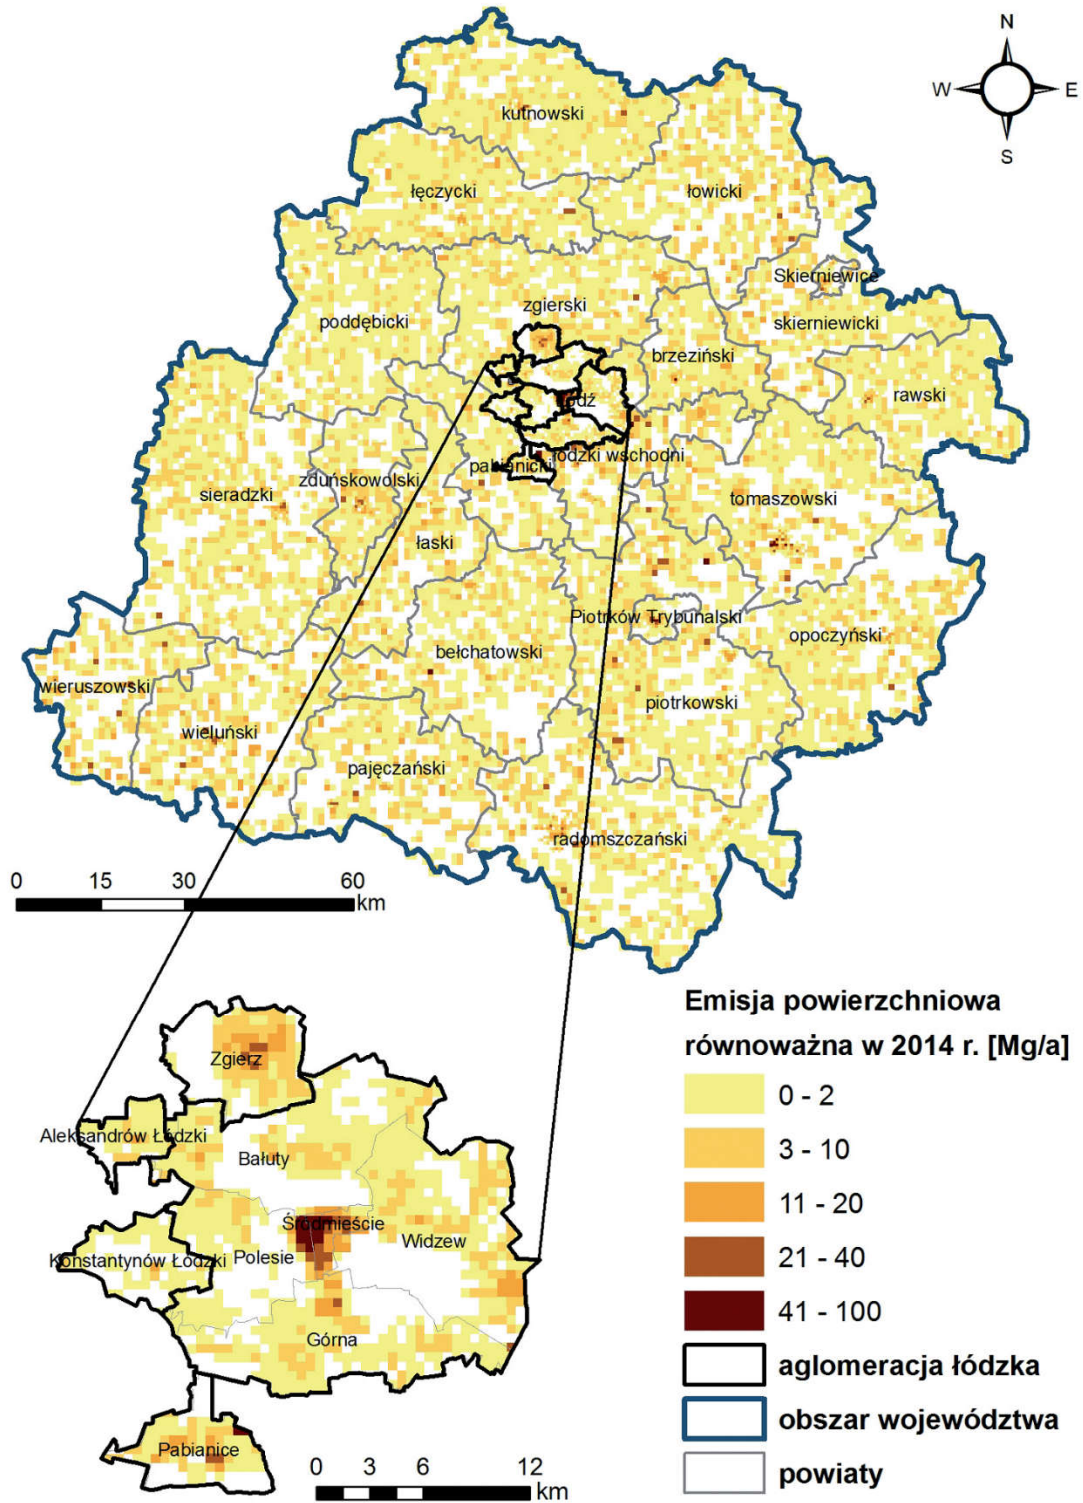 N
W
E
S
kutnowski
łęczycki
łowicki
Skierniewice
zgierski
poddębicki
skierniewicki
brzeziński
rawski
Łódź
pabianicki
łódzki wschodni
zduńskowolski
sieradzki
tomaszowski
łaski
Piotrków Trybunalski
opoczyński
bełchatowski
wieruszowski
piotrkowski
wieluński
pajęczański
radomszczański
0 15 30 60
km
Emisja powierzchniowa
równoważna w 2014 r. [Mg/a]
0 - 2
3 - 10
11 - 20
21 - 40
41 - 100
aglomeracja łódzka
obszar województwa
powiaty
Zgierz
Aleksandrów Łódzki
Bałuty
Śródmieście
Widzew
Polesie
Konstantynów Łódzki
Górna
Pabianice
0 3 6 12
km